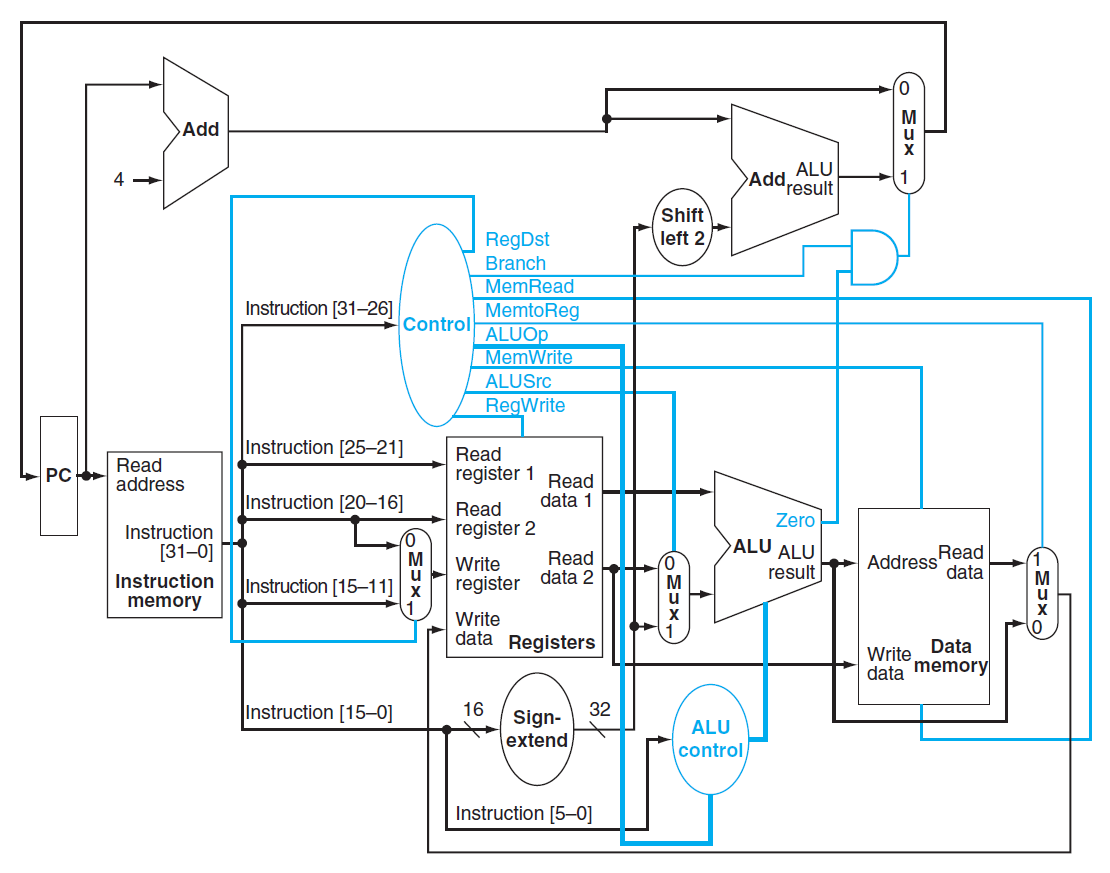 0
M
u
x
1
Add
4
Add
ALU
result
Shift
left 2
RegDst
Branch
MemRead
MemtoReg
ALUOp
MemWrite
ALUSrc
RegWrite
Instruction [31–26]
Control
PC
Read
address
Instruction
[31–0]
Instruction
memory
Instruction [25–21]
Instruction [20–16]
Instruction [15–11]
0
M
u
x
1
Read
register 1
Read
register 2
Write
register
Write
data
Read
data 1
Read
data 2
Registers
0
M
u
x
1
Zero
ALU
ALU
result
Address
Read
data
Write
data
Data
memory
1
M
u
x
0
Instruction [15–0]
16
Sign-
extend
32
ALU
control
Instruction [5–0]